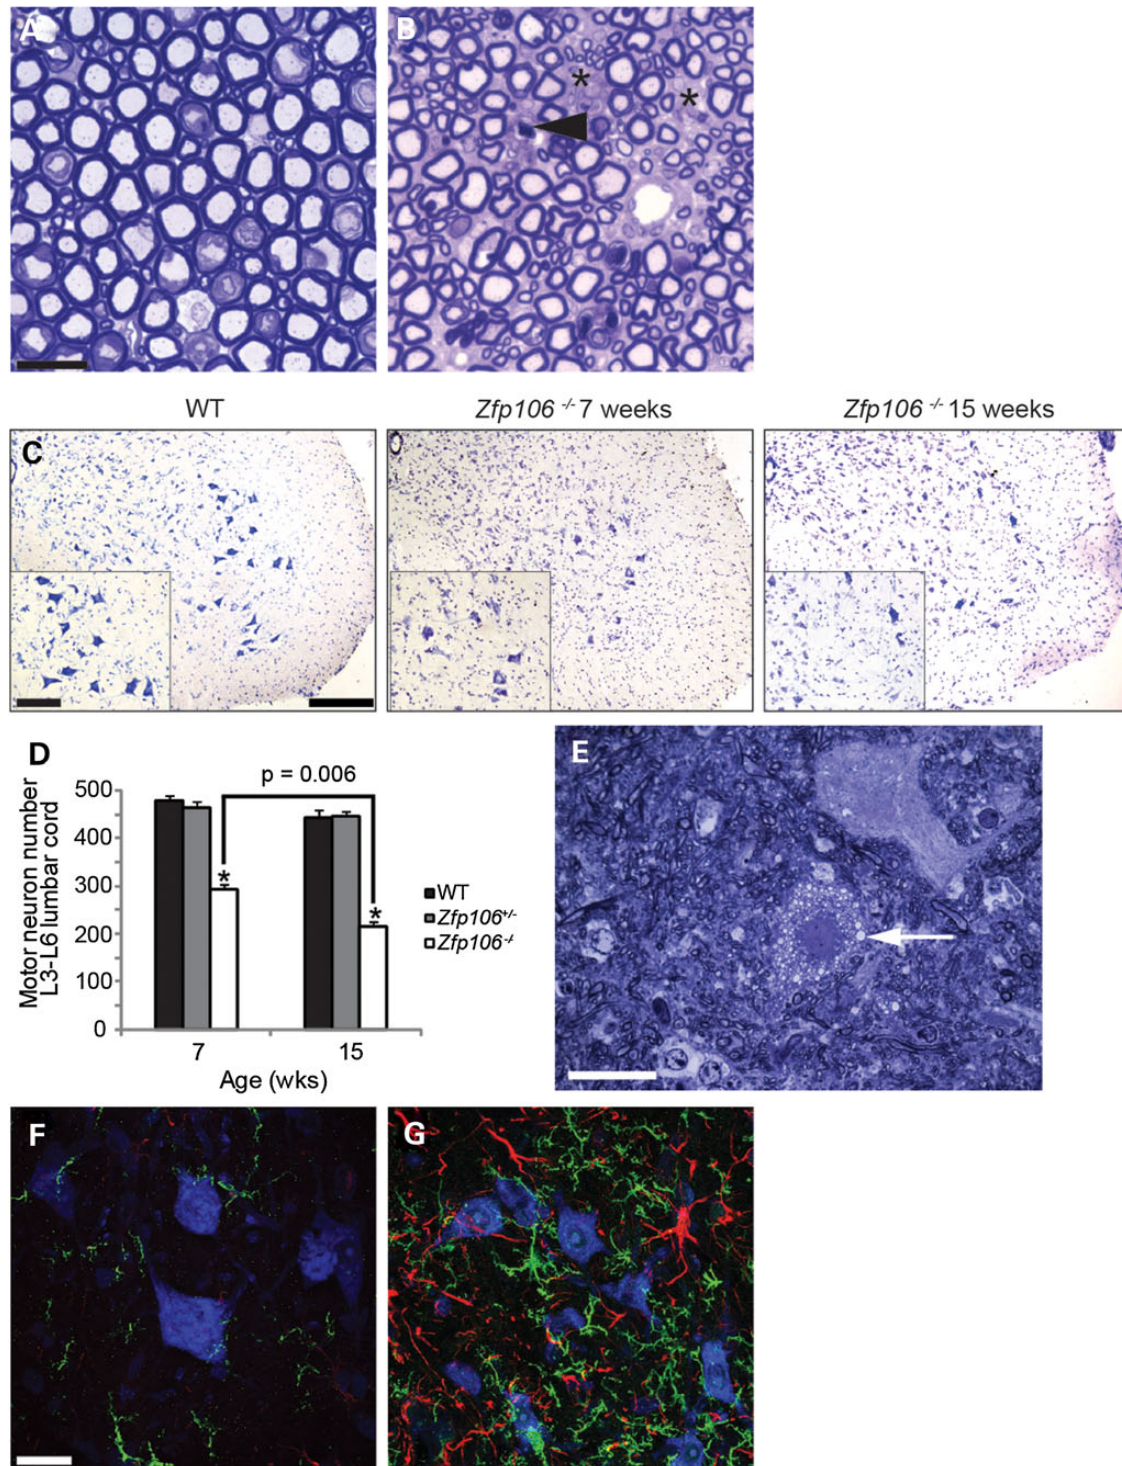 A
B
*
*
WT
Zfp106 -/- 7 weeks
Zfp106 -/- 15 weeks
C
D
p = 0.006
500
400
300
200
100
0
*
*
Motor neuron number
L3-L6 lumbar cord
7
15
Age (wks)
WT
Zfp106+/-
Zfp106-/-
E
F
G